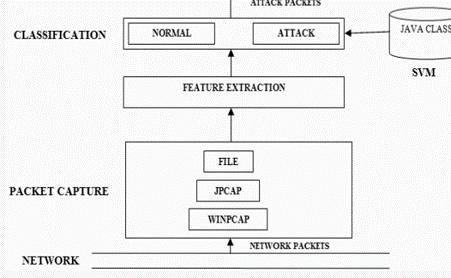 ATTACK PACKETS
CLASSIFICATION
NORMAL
ATTACK
JAVA CLASS
SVM
FEATURE EXTRACTION
FILE
PACKET CAPTURE
JPCAP
WINPCAP
NETWORK PACKETS
NETWORK